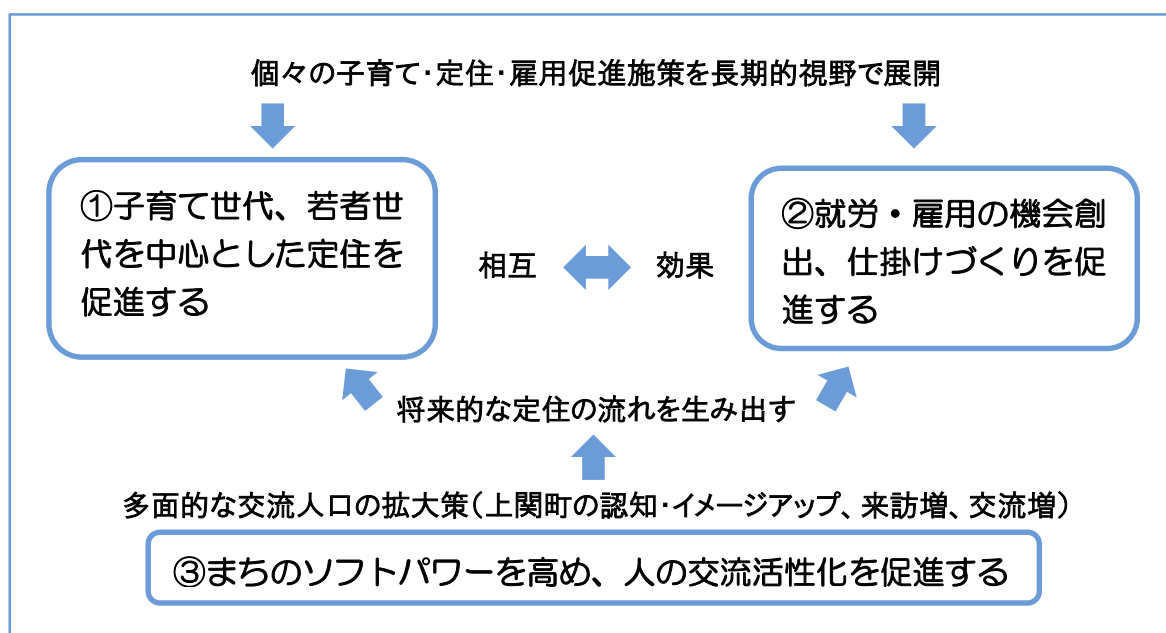 個々の子育て・定住・雇用促進施策を長期的視野で展開
①子育て世代、若者世
代を中心とした定住を
促進する
相互
効果
②就労・雇用の機会創
出、仕掛けづくりを促
進する
将来的な定住の流れを生み出す
多面的な交流人口の拡大策（上関町の認知・イメージアップ、来訪増、交流増）
③まちのソフトパワーを高め、人の交流活性化を促進する